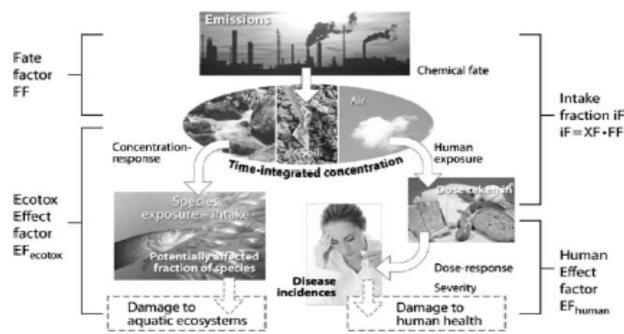 Emissions
Fate
factor
FF
Chemical fate
Water
Soil
Air
Intake
fraction iF
iF=XF•FF
Concentration-
response
Time-integrated concentration
Human
exposure
Ecotox
Effect
factor
EFecotox
Species
exposure – intake
Potentially affected
fraction of species
Dose taken in
Disease
incidences
Dose-response
Severity
Human
Effect
factor
EFhuman
Damage to
aquatic ecosystems
Damage to
human health